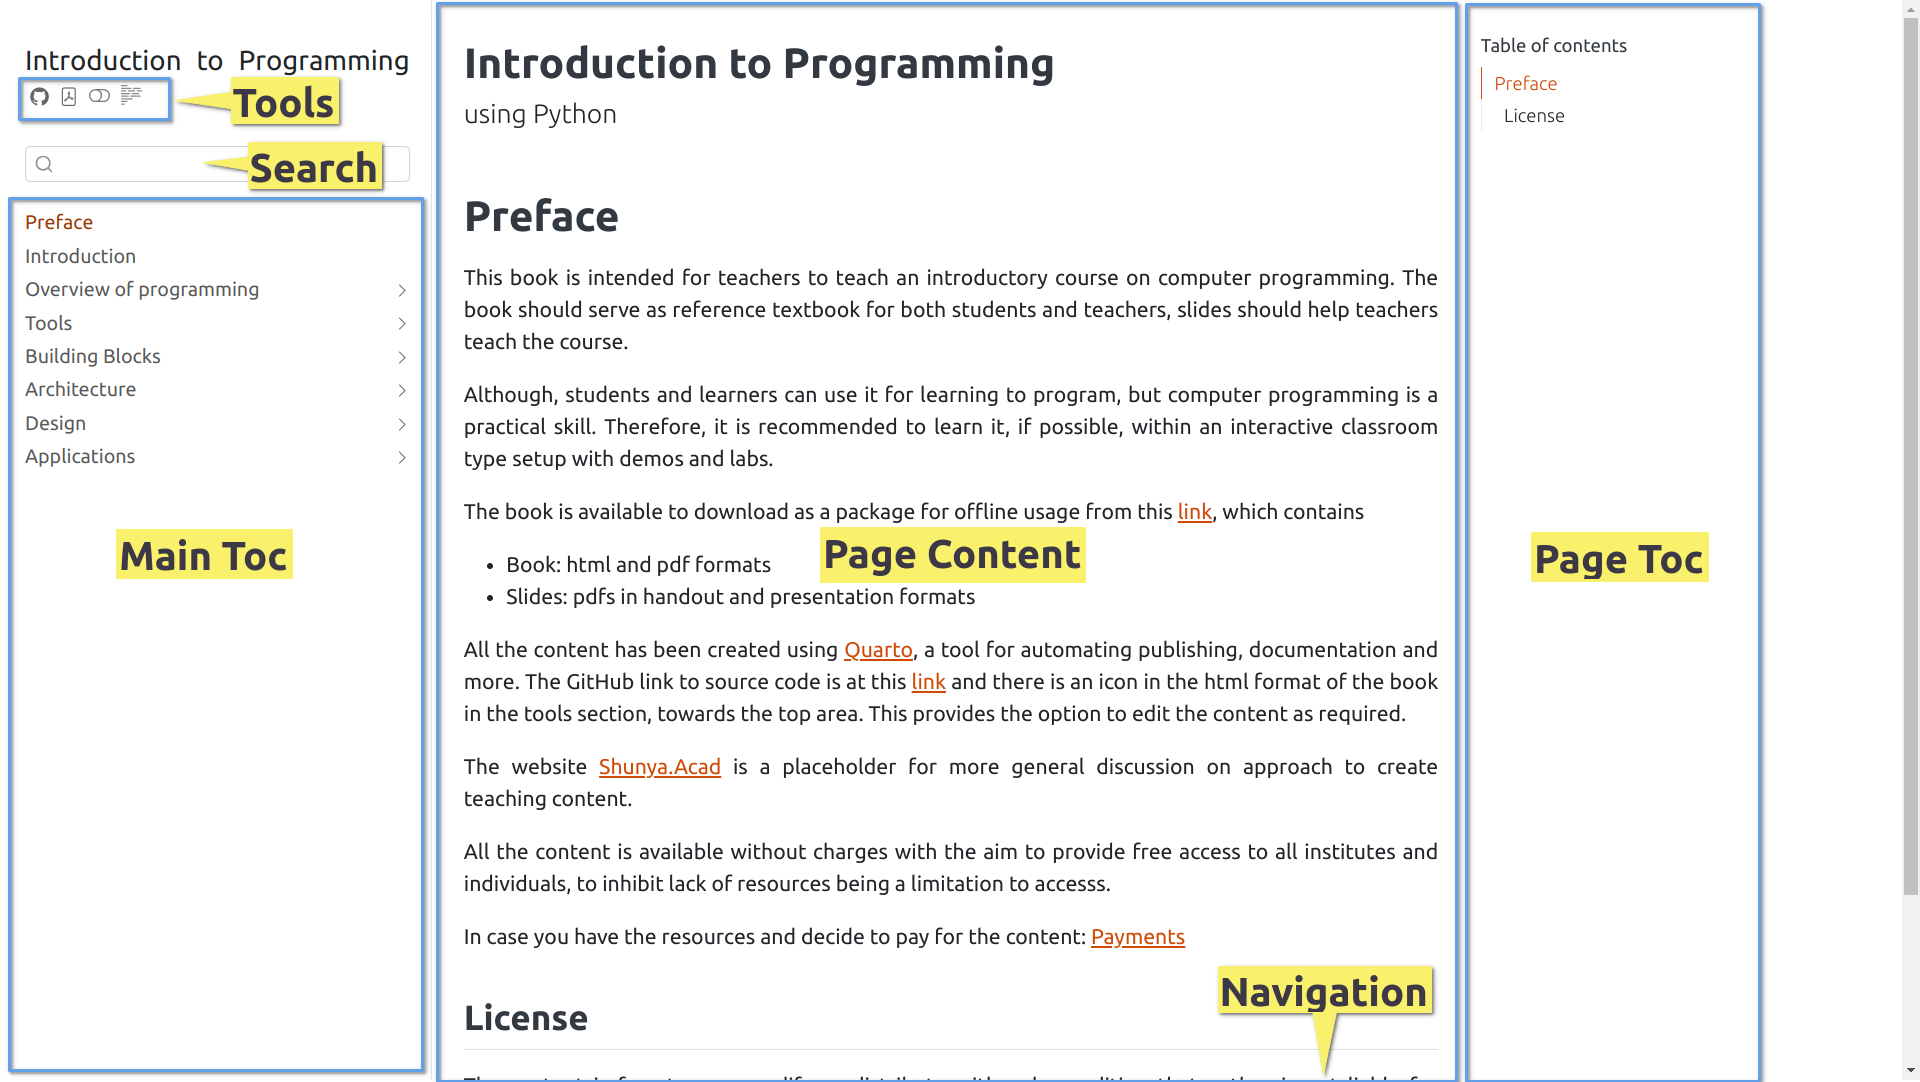 Introduction to Programming
Tools
Search
Preface
Introduction
Overview of programming
Tools
Building Blocks
Architecture
Design
Applications
Main Toc
Introduction to Programming
using Python
Preface
This book is intended for teachers to teach an introductory course on computer programming. The
book should serve as reference textbook for both students and teachers, slides should help teachers
teach the course.
Although, students and learners can use it for learning to program, but computer programming is a
practical skill. Therefore, it is recommended to learn it, if possible, within an interactive classroom
type setup with demos and labs.
The book is available to download as a package for offline usage from this link, which contains
Page Content
• Book: html and pdf formats
• Slides: pdfs in handout and presentation formats
All the content has been created using Quarto, a tool for automating publishing, documentation and
more. The GitHub link to source code is at this link and there is an icon in the html format of the book
in the tools section, towards the top area. This provides the option to edit the content as required.
The website Shunya.Acad is a placeholder for more general discussion on approach to create
teaching content.
All the content is available without charges with the aim to provide free access to all institutes and
individuals, to inhibit lack of resources being a limitation to accesss.
In case you have the resources and decide to pay for the content: Payments
Navigation
License
Table of contents
Preface
License
Page Toc